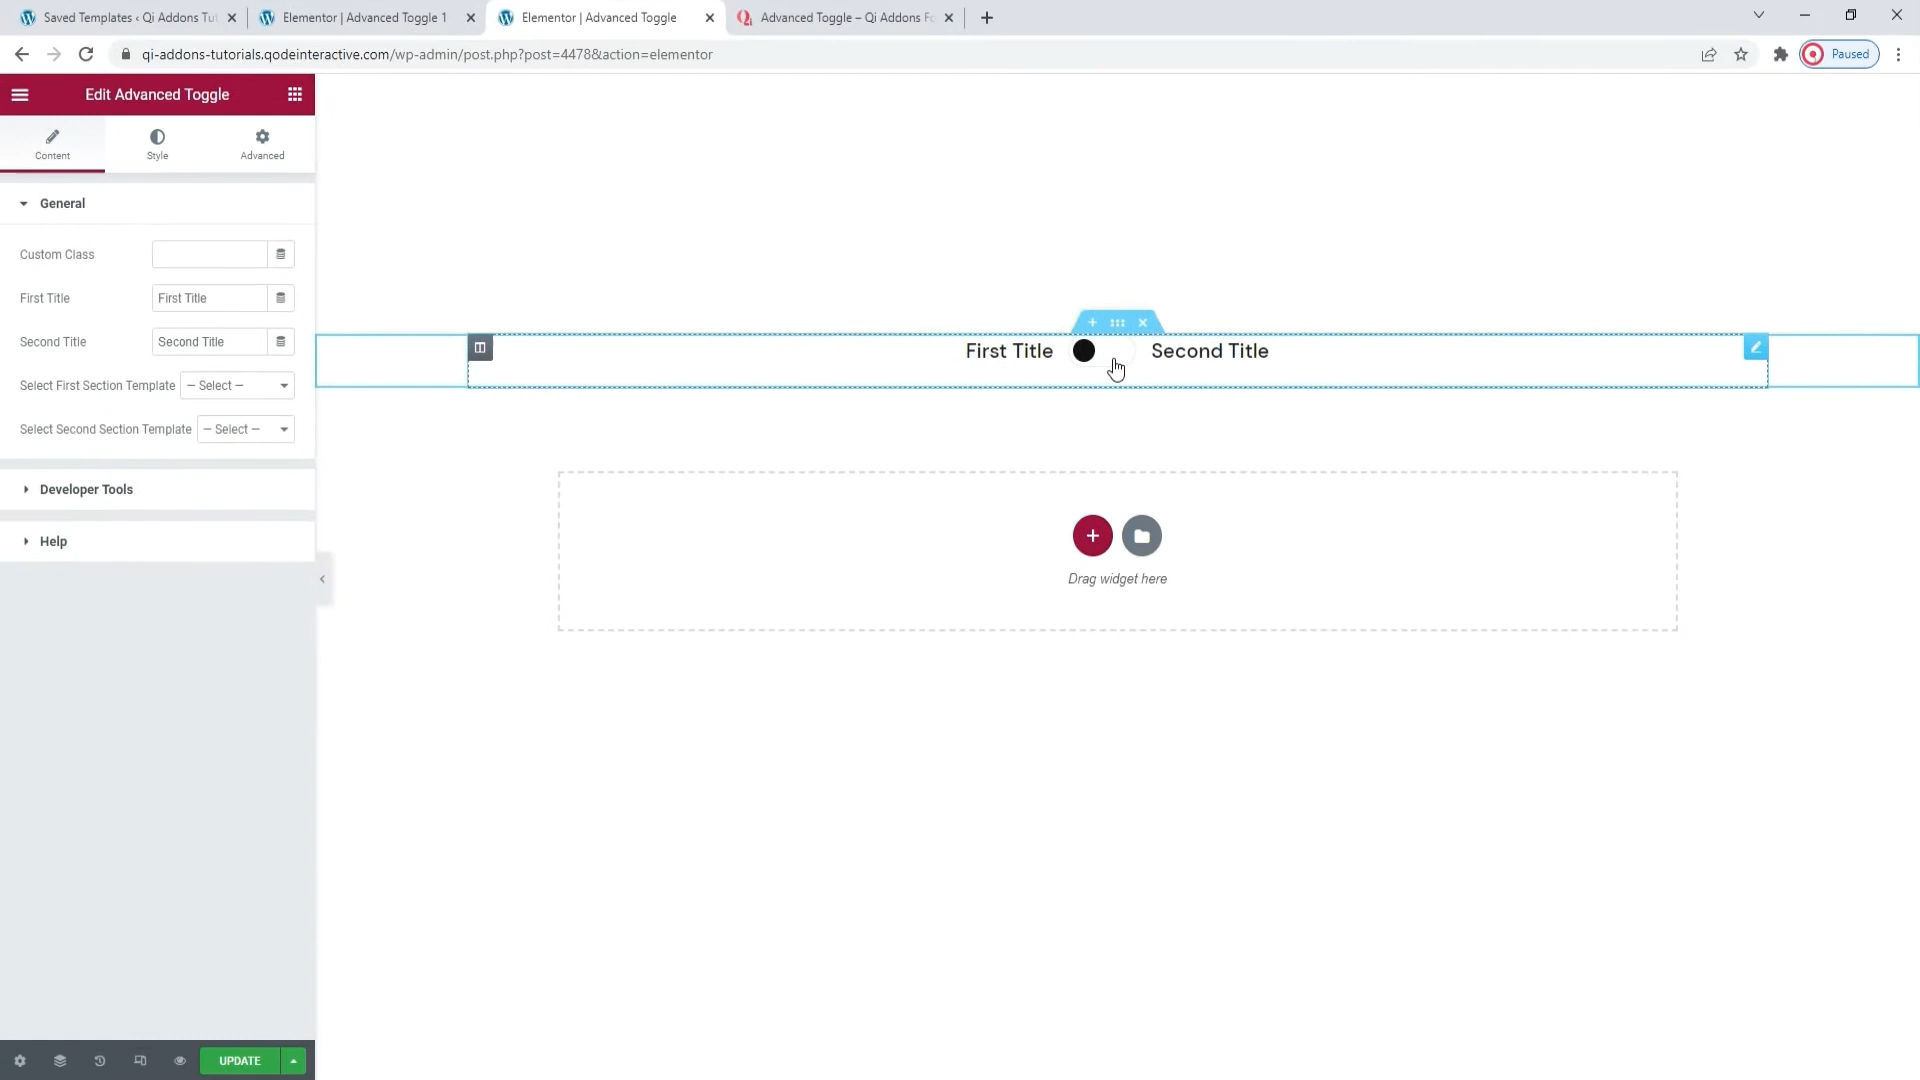 Saved Templates ‹ Qi Addons Tut
Elementor | Advanced Toggle 1
Elementor | Advanced Toggle
Advanced Toggle – Qi Addons Fo
qi-addons-tutorials.qodeinteractive.com/wp-admin/post.php?post=4478&action=elementor
Paused
Edit Advanced Toggle
Content
Style
Advanced
General
Custom Class
First Title
First Title
Second Title
Second Title
Select First Section Template
— Select —
Select Second Section Template
— Select —
Developer Tools
Help
UPDATE
First Title
Second Title
Drag widget here